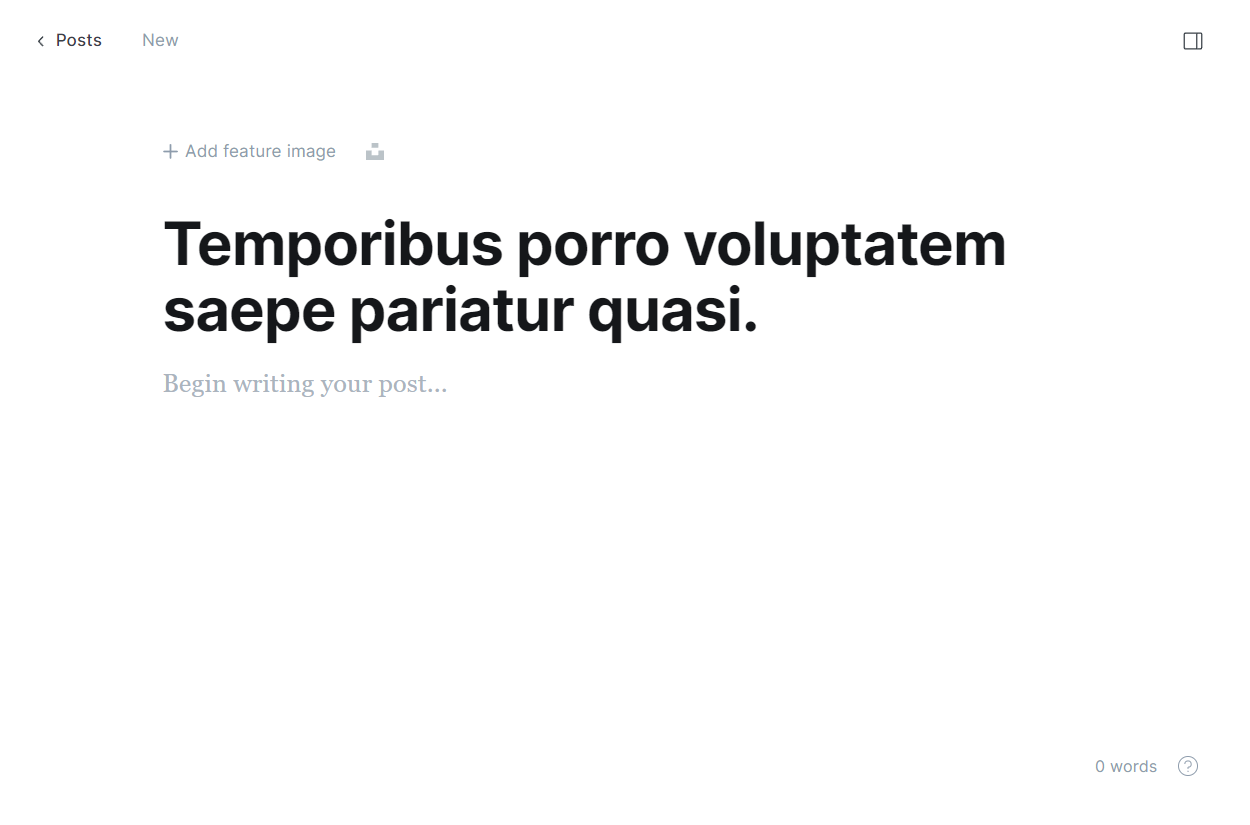 Posts
New
Add feature image
Temporibus porro voluptatem
saepe pariatur quasi.
Begin writing your post...
0 words
?